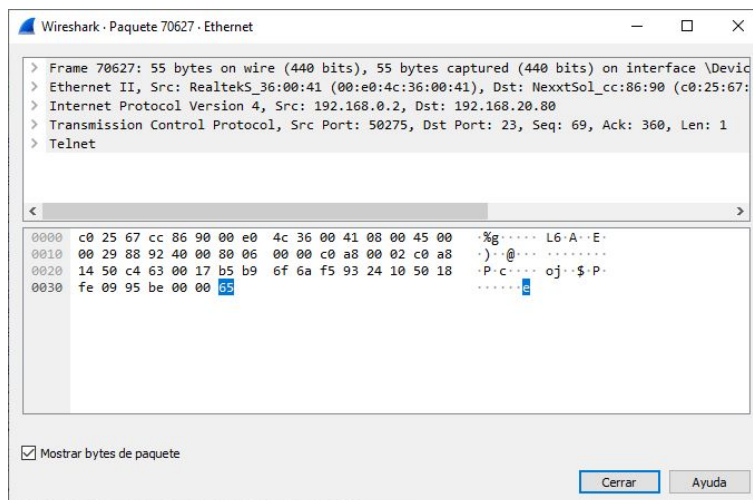 Wireshark · Paquete 70627 · Ethernet
> Frame 70627: 55 bytes on wire (440 bits), 55 bytes captured (440 bits) on interface \Devic
> Ethernet II, Src: RealtekS_36:00:41 (00:e0:4c:36:00:41), Dst: NexxtSol_cc:86:90 (c0:25:67:
> Internet Protocol Version 4, Src: 192.168.0.2, Dst: 192.168.20.80
> Transmission Control Protocol, Src Port: 50275, Dst Port: 23, Seq: 69, Ack: 360, Len: 1
> Telnet
0000 c0 25 67 cc 86 90 00 e0 4c 36 00 41 08 00 45 00 ·%g····· L6·A··E·
0010 00 29 88 92 40 00 80 06 00 00 c0 a8 00 02 c0 a8 ·)··@··· ········
0020 14 50 c4 63 00 17 b5 b9 6f 6a f5 93 24 10 50 18 ·P·c···· oj··$·P·
0030 fe 09 95 be 00 00 65 ······e
Mostrar bytes de paquete
Cerrar Ayuda